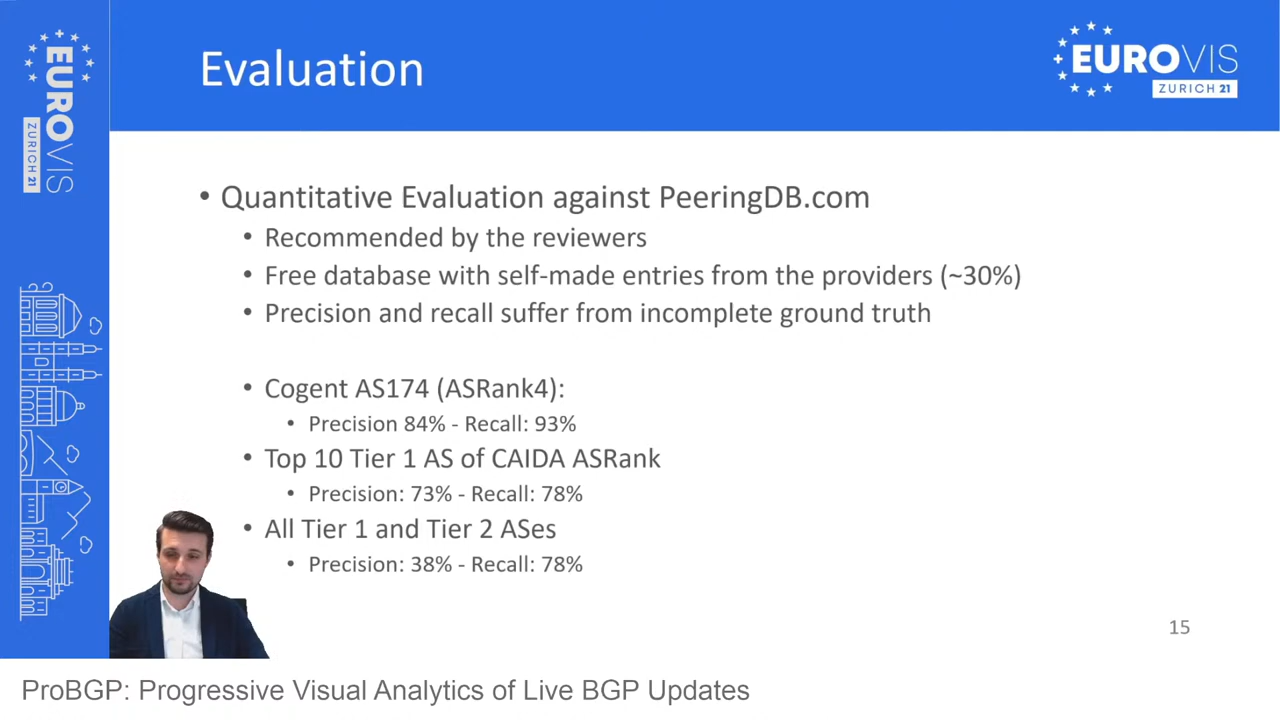 Evaluation
EUROVIS
ZURICH 21
EUROVIS
ZURICH 21
• Quantitative Evaluation against PeeringDB.com
• Recommended by the reviewers
• Free database with self-made entries from the providers (~30%)
• Precision and recall suffer from incomplete ground truth
• Cogent AS174 (ASRank4):
• Precision 84% - Recall: 93%
• Top 10 Tier 1 AS of CAIDA ASRank
• Precision: 73% - Recall: 78%
• All Tier 1 and Tier 2 ASes
• Precision: 38% - Recall: 78%
15
ProBGP: Progressive Visual Analytics of Live BGP Updates